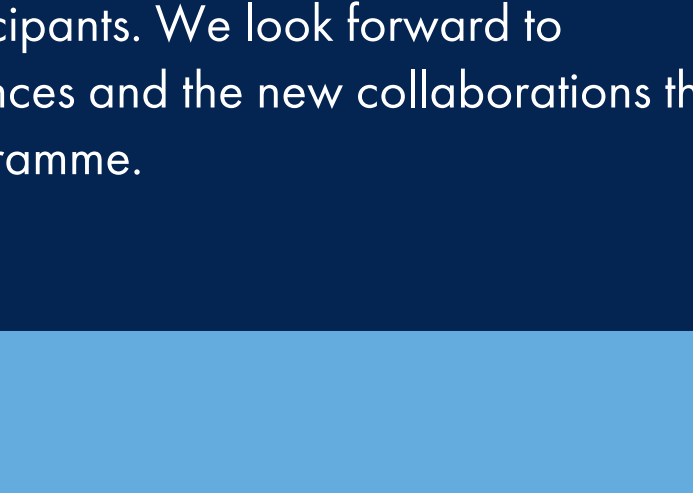 cipants. We look forward to
nces and the new collaborations th
ramme.